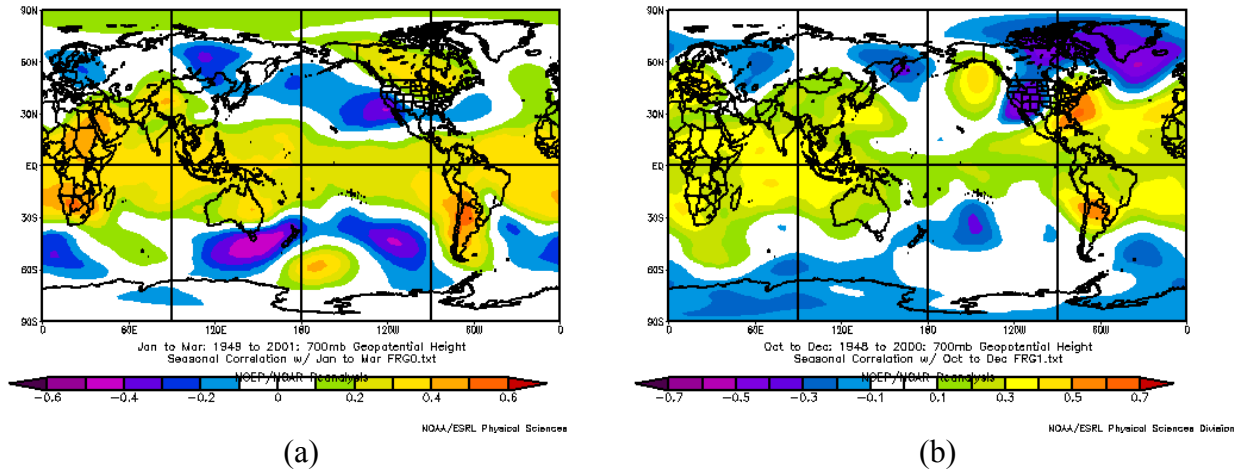 90N
60N
30N
EQ
30S
60S
90S
0 60E 120E 180 120W 60W 0
Jan to Mar: 1949 to 2001: 700mb Geopotential Height
Seasonal Correlation w/ Jan to Mar FRG0.txt
NCEP/NCAR Reanalysis
-0.6 -0.4 -0.2 0 0.2 0.4 0.6
NOAA/ESRL Physical Sciences
(a)
90N
60N
30N
EQ
30S
60S
90S
0 60E 120E 180 120W 60W 0
Oct to Dec: 1948 to 2000: 700mb Geopotential Height
Seasonal Correlation w/ Oct to Dec FRG1.txt
NCEP/NCAR Reanalysis
-0.7 -0.5 -0.3 -0.1 0.1 0.3 0.5 0.7
NOAA/ESRL Physical Sciences Division
(b)